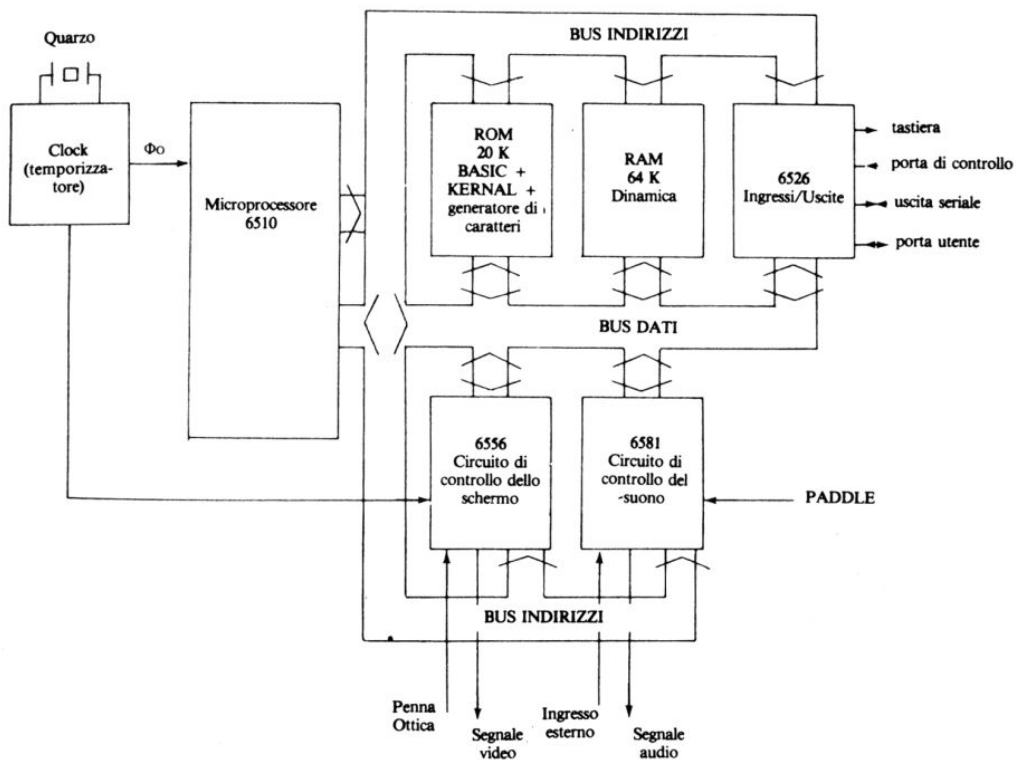 BUS INDIRIZZI
Quarzo
Clock
(temporizza-
tore)
Φo
Microprocessore
6510
ROM
20 K
BASIC +
KERNAL +
generatore di
caratteri
RAM
64 K
Dinamica
6526
Ingressi/Uscite
tastiera
porta di controllo
uscita seriale
porta utente
BUS DATI
6556
Circuito di
controllo dello
schermo
6581
Circuito di
controllo del
-suono
PADDLE
BUS INDIRIZZI
Penna
Ottica
Segnale
video
Ingresso
esterno
Segnale
audio